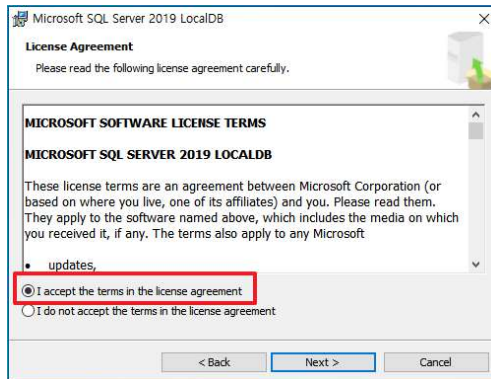 Microsoft SQL Server 2019 LocalDB
License Agreement
Please read the following license agreement carefully.
MICROSOFT SOFTWARE LICENSE TERMS
MICROSOFT SQL SERVER 2019 LOCALDB
These license terms are an agreement between Microsoft Corporation (or
based on where you live, one of its affiliates) and you. Please read them.
They apply to the software named above, which includes the media on which
you received it, if any. The terms also apply to any Microsoft
• updates,
I accept the terms in the license agreement
I do not accept the terms in the license agreement
< Back Next > Cancel